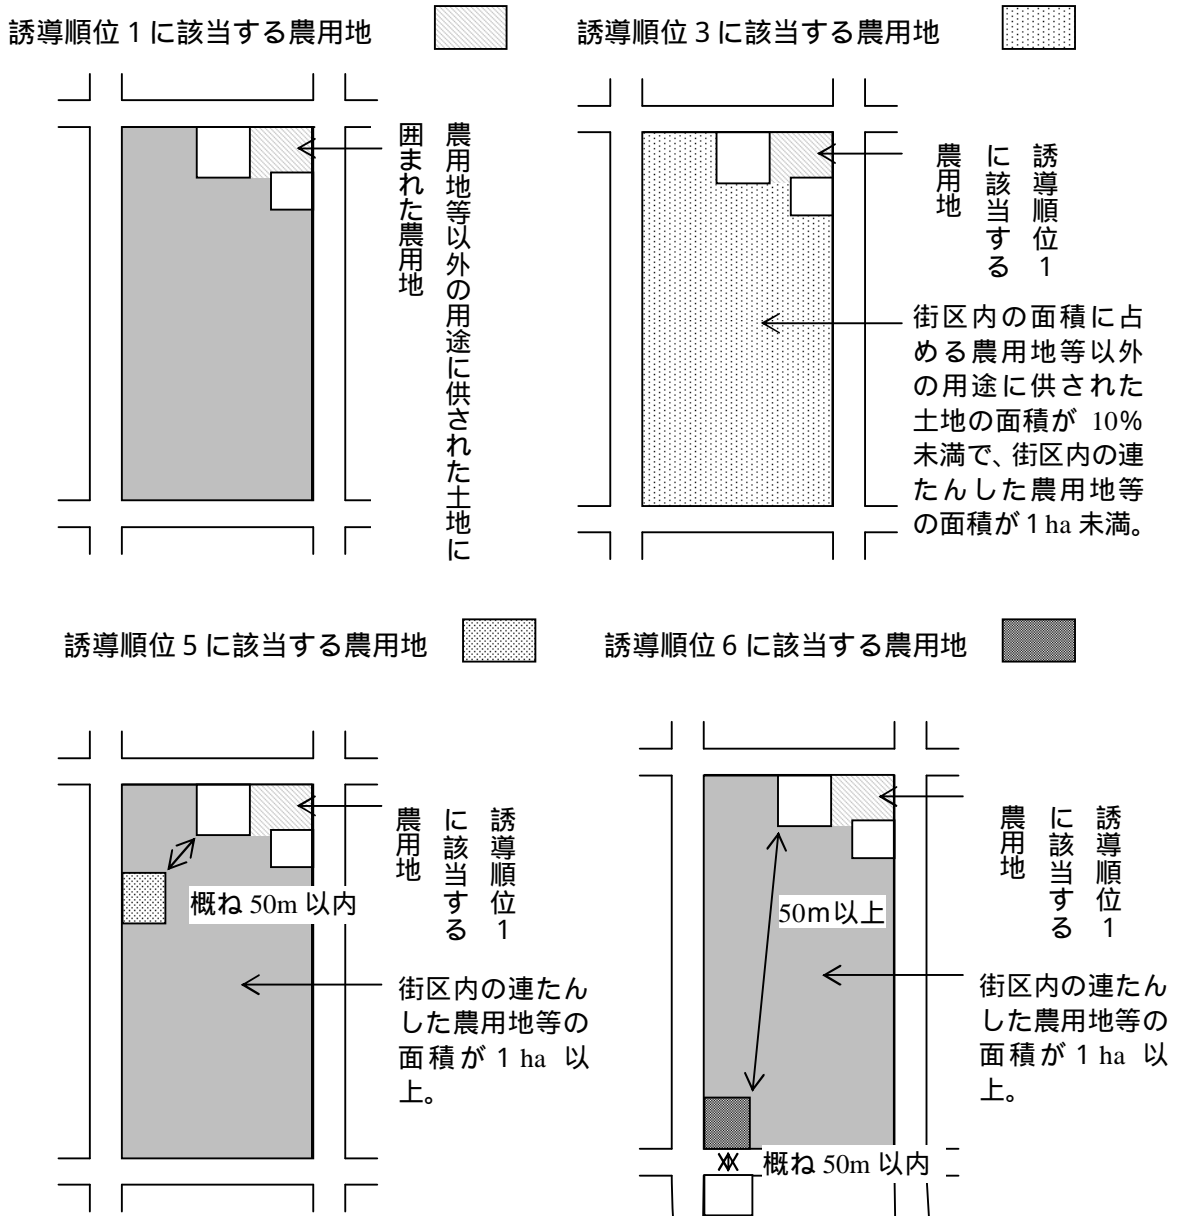 誘導順位1に該当する農用地
誘導順位3に該当する農用地
農用地等以外の用途に供された土地に
囲まれた農用地
誘導順位1
に該当する
農用地
街区内の面積に占
める農用地等以外
の用途に供された
土地の面積が 10%
未満で、街区内の連
たんした農用地等
の面積が1ha 未満。
誘導順位5に該当する農用地
誘導順位6に該当する農用地
誘導順位1
に該当する
農用地
概ね 50m 以内
街区内の連たん
した農用地等の
面積が1ha 以
上。
誘導順位1
に該当する
農用地
50m以上
街区内の連たん
した農用地等の
面積が1ha 以
上。
概ね 50m 以内